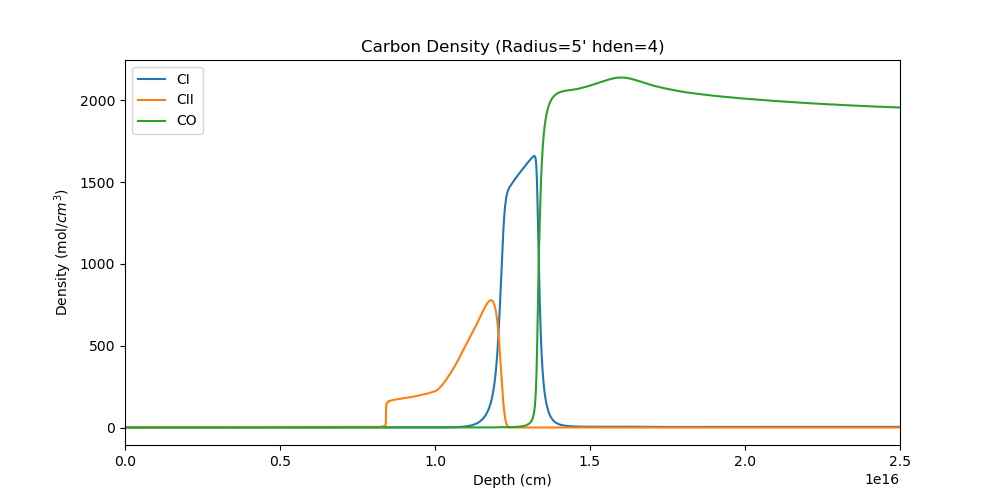 Carbon Density (Radius=5' hden=4)
CI
CII
CO
Density (mol/cm³)
2000
1500
1000
500
0
0.0 0.5 1.0 1.5 2.0 2.5
1e16
Depth (cm)